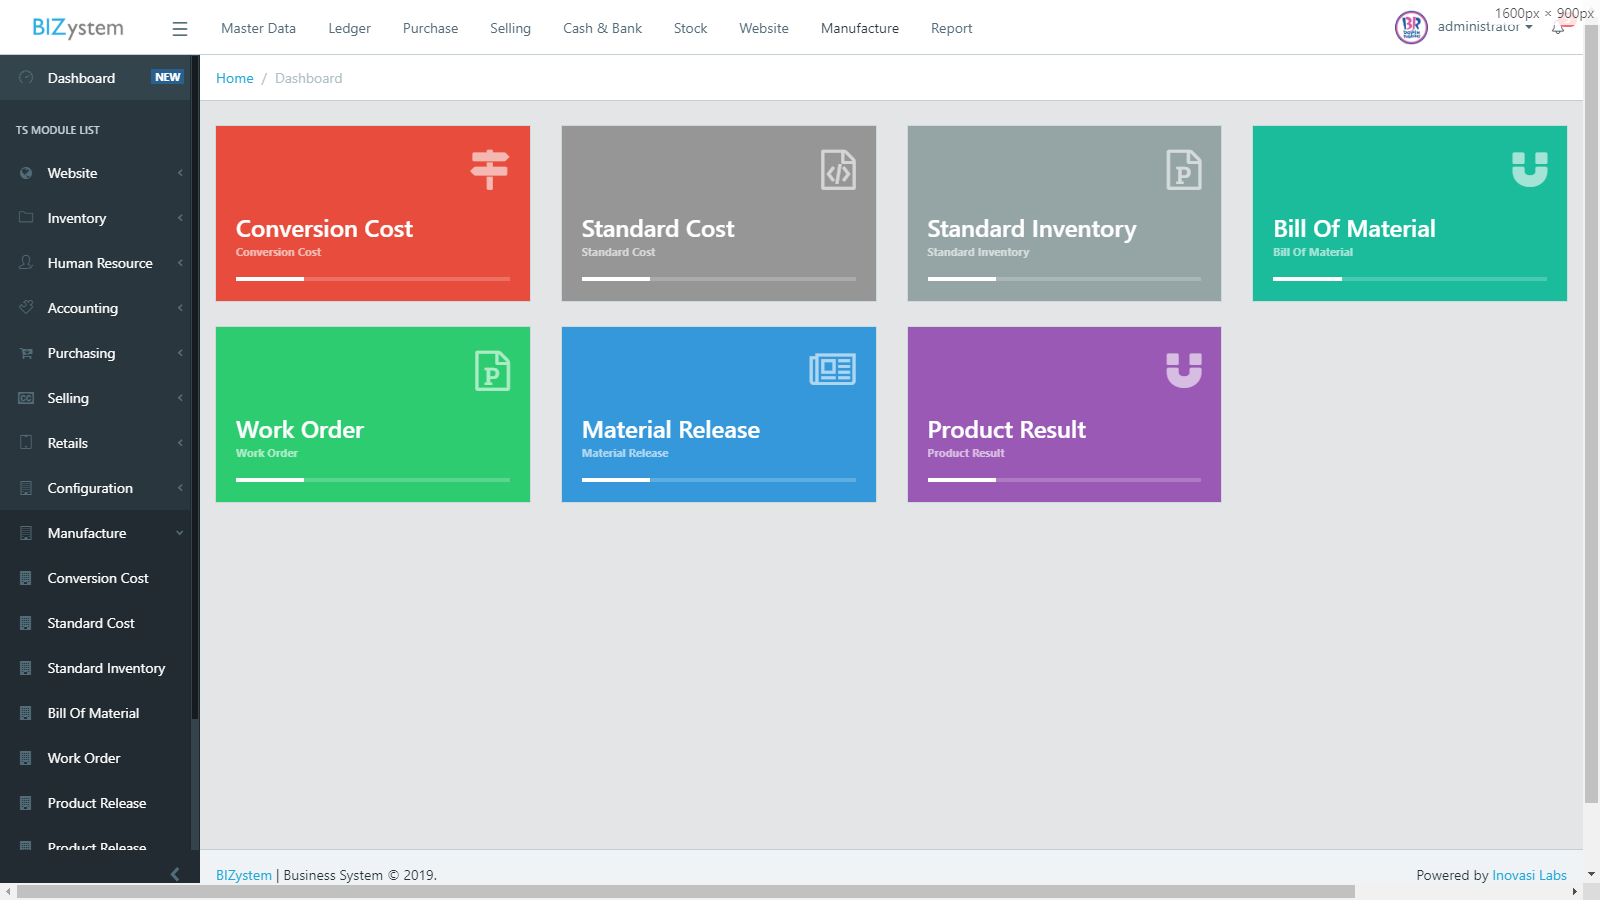 BIZystem
Master Data
Ledger
Purchase
Selling
Cash & Bank
Stock
Website
Manufacture
Report
administrator
1600px × 900px
Dashboard
NEW
Home / Dashboard
TS MODULE LIST
Website
Inventory
Human Resource
Accounting
Purchasing
Selling
Retails
Configuration
Manufacture
Conversion Cost
Standard Cost
Standard Inventory
Bill Of Material
Work Order
Product Release
Product Release
Conversion Cost
Conversion Cost
Standard Cost
Standard Cost
Standard Inventory
Standard Inventory
Bill Of Material
Bill Of Material
Work Order
Work Order
Material Release
Material Release
Product Result
Product Result
BIZystem | Business System © 2019.
Powered by Inovasi Labs